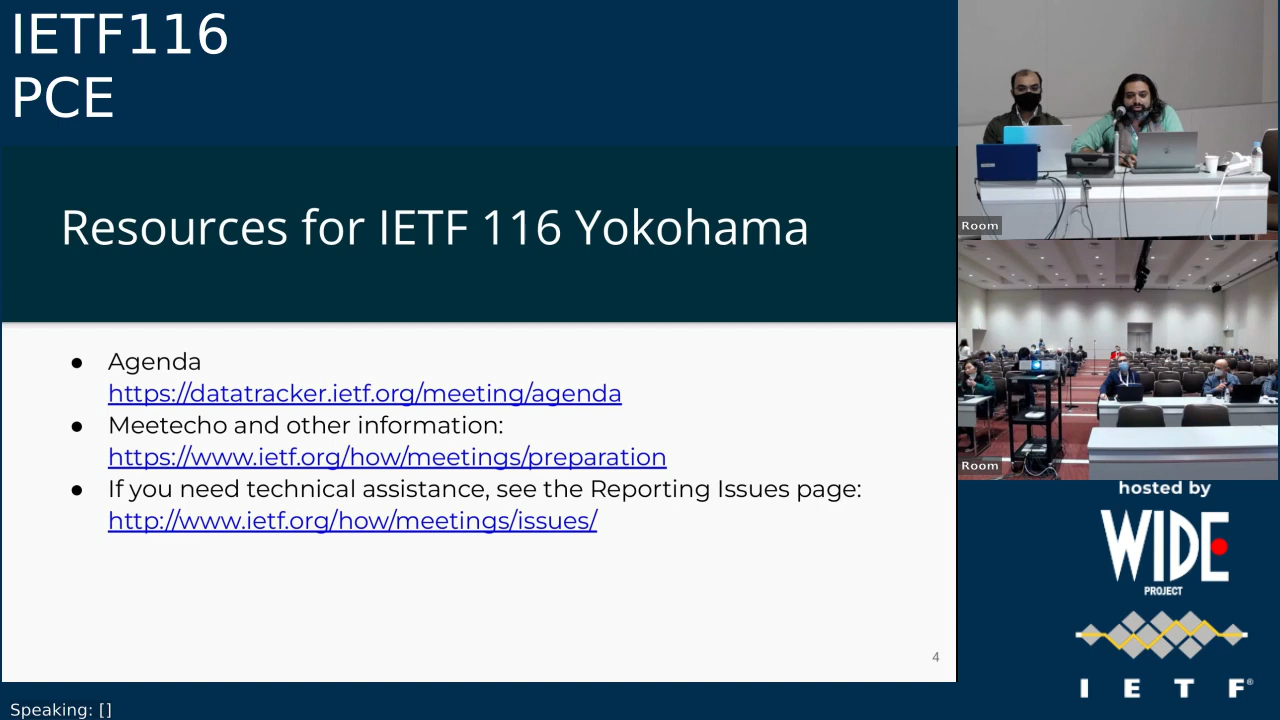 IETF116
PCE
Resources for IETF 116 Yokohama
● Agenda
https://datatracker.ietf.org/meeting/agenda
● Meetecho and other information:
https://www.ietf.org/how/meetings/preparation
● If you need technical assistance, see the Reporting Issues page:
http://www.ietf.org/how/meetings/issues/
4
Speaking: []
Room
Room
hosted by
WIDE
PROJECT
I E T F®